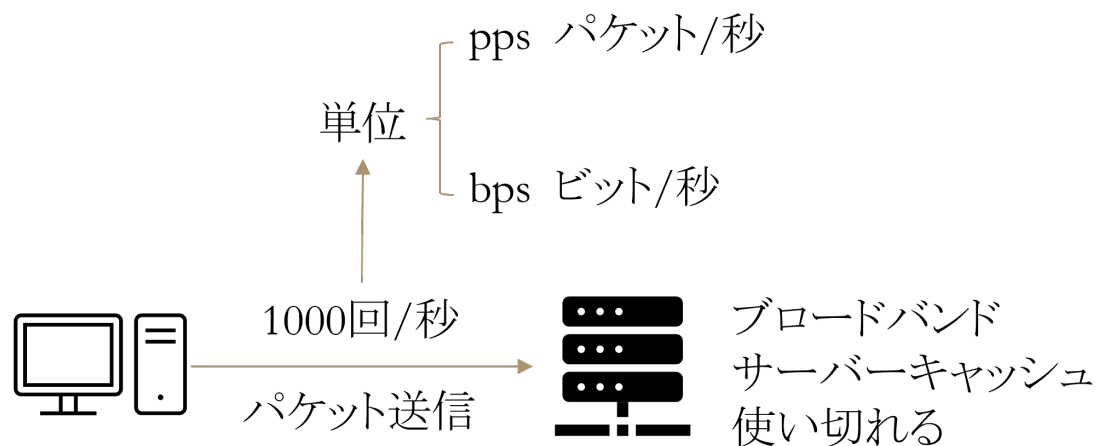 pps パケット/秒
単位
bps ビット/秒
1000回/秒
パケット送信
ブロードバンド
サーバーキャッシュ
使い切れる